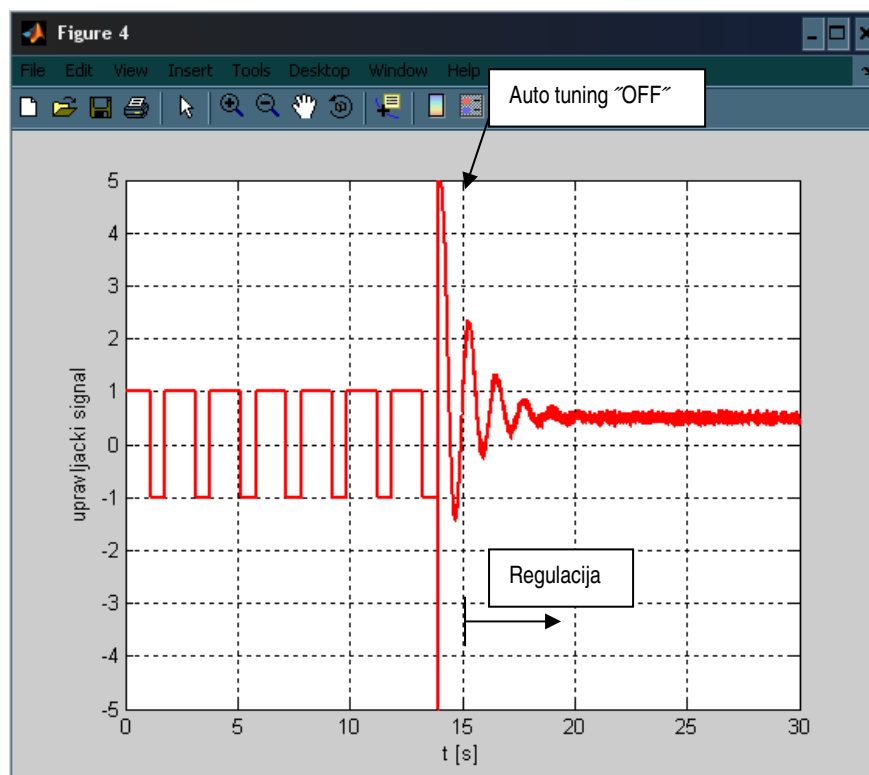 Figure 4
File Edit View Insert Tools Desktop Window Help
Auto tuning ˝OFF˝
5
4
3
2
1
0
-1
-2
-3
-4
-5
upravljacki signal
Regulacija
0 5 10 15 20 25 30
t [s]